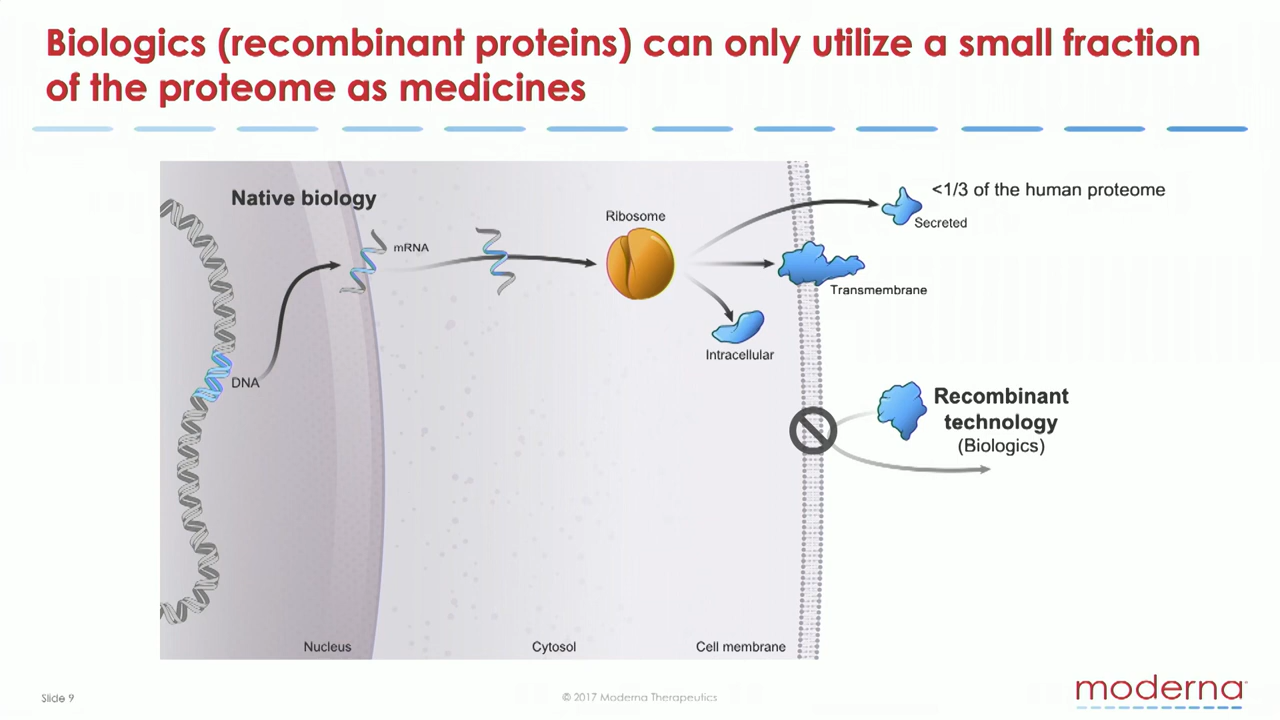 Biologics (recombinant proteins) can only utilize a small fraction
of the proteome as medicines
Native biology
<1/3 of the human proteome
Secreted
Ribosome
mRNA
Transmembrane
Intracellular
DNA
Recombinant
technology
(Biologics)
Nucleus
Cytosol
Cell membrane
Slide 9
© 2017 Moderna Therapeutics
moderna